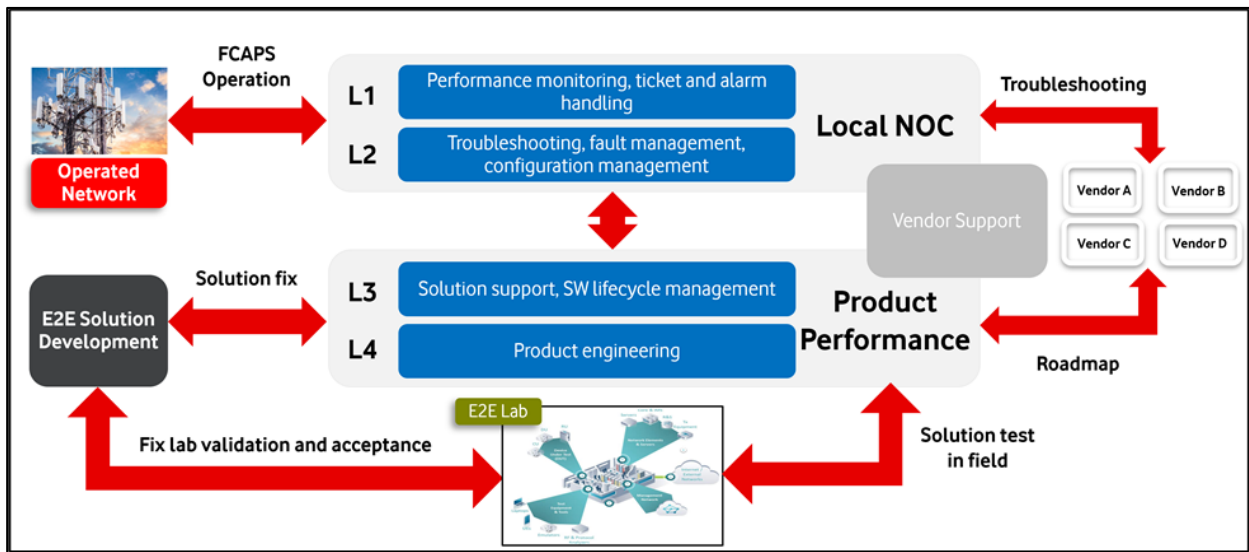 FCAPS
Operation
Operated
Network
L1
Performance monitoring, ticket and alarm
handling
L2
Troubleshooting, fault management,
configuration management
Local NOC
Troubleshooting
Vendor A
Vendor B
Vendor C
Vendor D
Vendor Support
Solution fix
E2E Solution
Development
L3
Solution support, SW lifecycle management
L4
Product engineering
Product
Performance
Roadmap
E2E Lab
Fix lab validation and acceptance
Solution test
in field